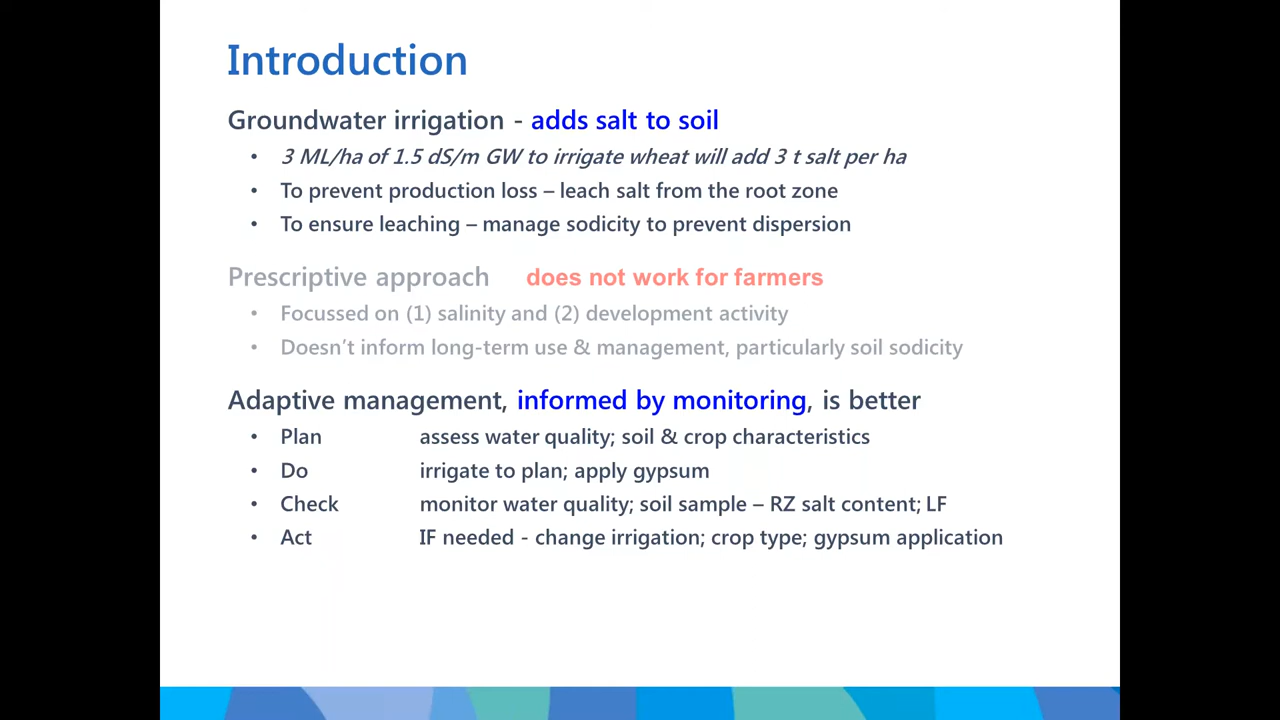 Introduction
Groundwater irrigation - adds salt to soil
• 3 ML/ha of 1.5 dS/m GW to irrigate wheat will add 3 t salt per ha
• To prevent production loss – leach salt from the root zone
• To ensure leaching – manage sodicity to prevent dispersion
Prescriptive approach does not work for farmers
• Focussed on (1) salinity and (2) development activity
• Doesn’t inform long-term use & management, particularly soil sodicity
Adaptive management, informed by monitoring, is better
• Plan assess water quality; soil & crop characteristics
• Do irrigate to plan; apply gypsum
• Check monitor water quality; soil sample – RZ salt content; LF
• Act IF needed - change irrigation; crop type; gypsum application